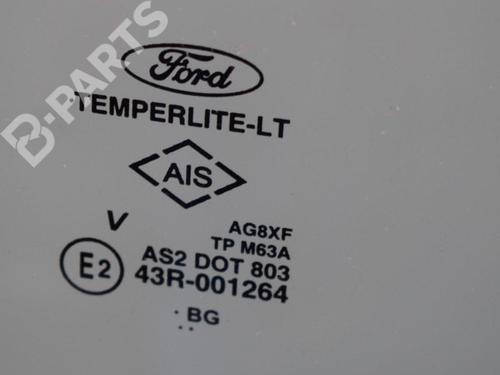 B-PARTS
Ford
TEMPERLITE-LT
AIS
V
AG8XF
TP M63A
E2
AS2 DOT 803
43R-001264
BG